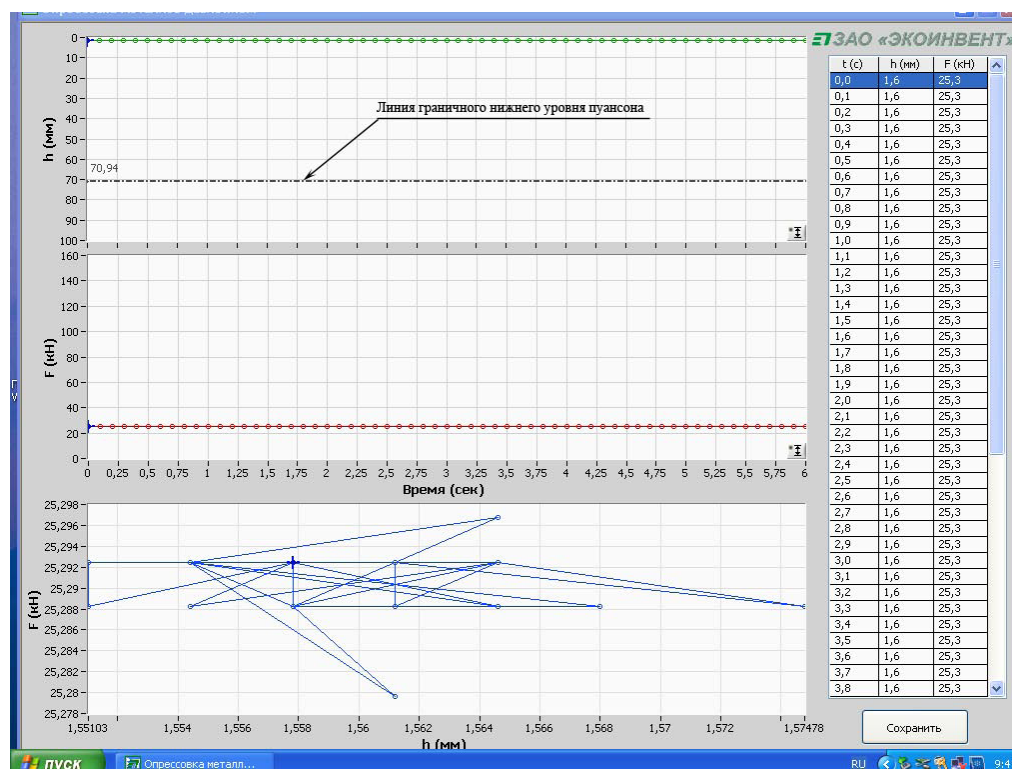 ЗАО «ЭКОИНВЕНТ»
0
10
20
30
40
50
60
70
80
90
100
h (мм)
Линия граничного нижнего уровня пуансона
70,94
160
140
120
100
80
60
40
20
0
F (кН)
0 0,25 0,5 0,75 1 1,25 1,5 1,75 2 2,25 2,5 2,75 3 3,25 3,5 3,75 4 4,25 4,5 4,75 5 5,25 5,5 5,75 6
Время (сек)
25,298
25,296
25,294
25,292
25,29
25,288
25,286
25,284
25,282
25,28
25,278
F (кН)
1,55103 1,554 1,556 1,558 1,56 1,562 1,564 1,566 1,568 1,57 1,572 1,57478
h (мм)
t (с) h (мм) F (кН)
0,0 1,6 25,3
0,1 1,6 25,3
0,2 1,6 25,3
0,3 1,6 25,3
0,4 1,6 25,3
0,5 1,6 25,3
0,6 1,6 25,3
0,7 1,6 25,3
0,8 1,6 25,3
0,9 1,6 25,3
1,0 1,6 25,3
1,1 1,6 25,3
1,2 1,6 25,3
1,3 1,6 25,3
1,4 1,6 25,3
1,5 1,6 25,3
1,6 1,6 25,3
1,7 1,6 25,3
1,8 1,6 25,3
1,9 1,6 25,3
2,0 1,6 25,3
2,1 1,6 25,3
2,2 1,6 25,3
2,3 1,6 25,3
2,4 1,6 25,3
2,5 1,6 25,3
2,6 1,6 25,3
2,7 1,6 25,3
2,8 1,6 25,3
2,9 1,6 25,3
3,0 1,6 25,3
3,1 1,6 25,3
3,2 1,6 25,3
3,3 1,6 25,3
3,4 1,6 25,3
3,5 1,6 25,3
3,6 1,6 25,3
3,7 1,6 25,3
3,8 1,6 25,3
Сохранить
пуск
Опрессовка металл...
RU